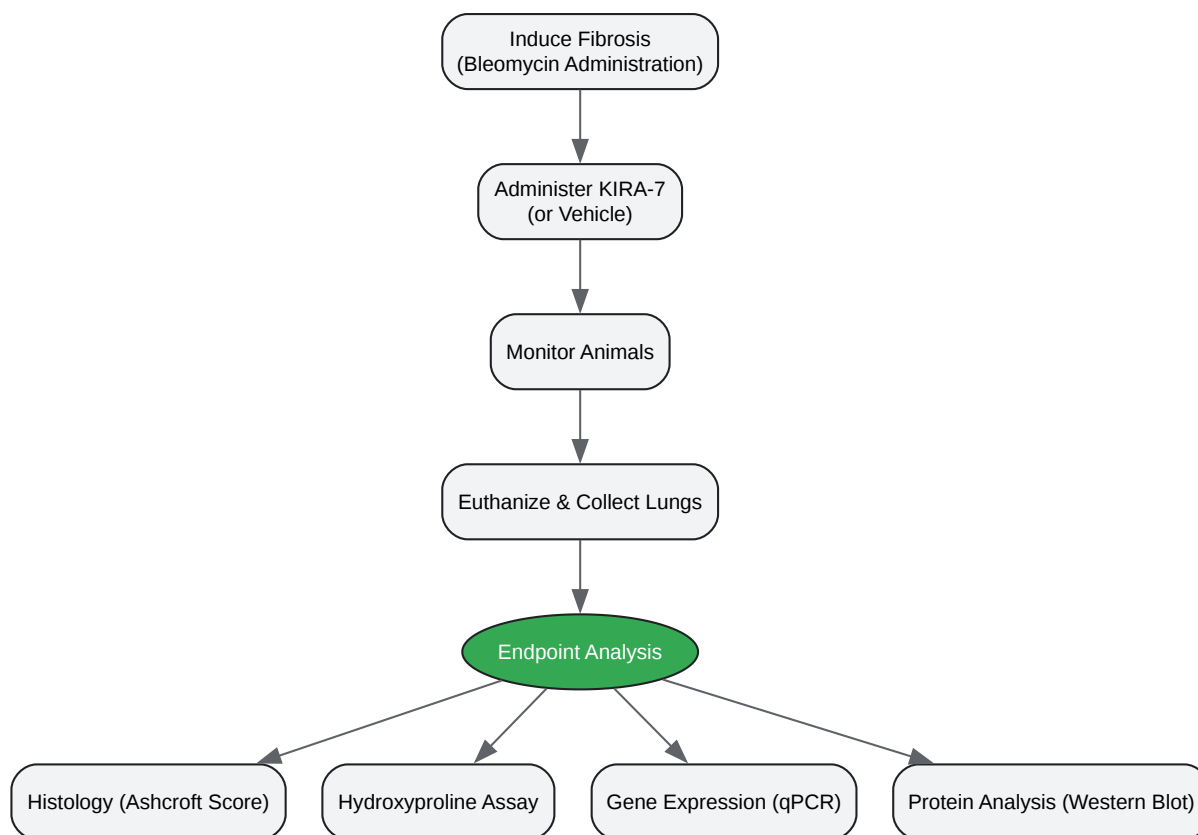 Induce Fibrosis
(Bleomycin Administration)
Administer KIRA-7
(or Vehicle)
Monitor Animals
Euthanize & Collect Lungs
Endpoint Analysis
Histology (Ashcroft Score)
Hydroxyproline Assay
Gene Expression (qPCR)
Protein Analysis (Western Blot)